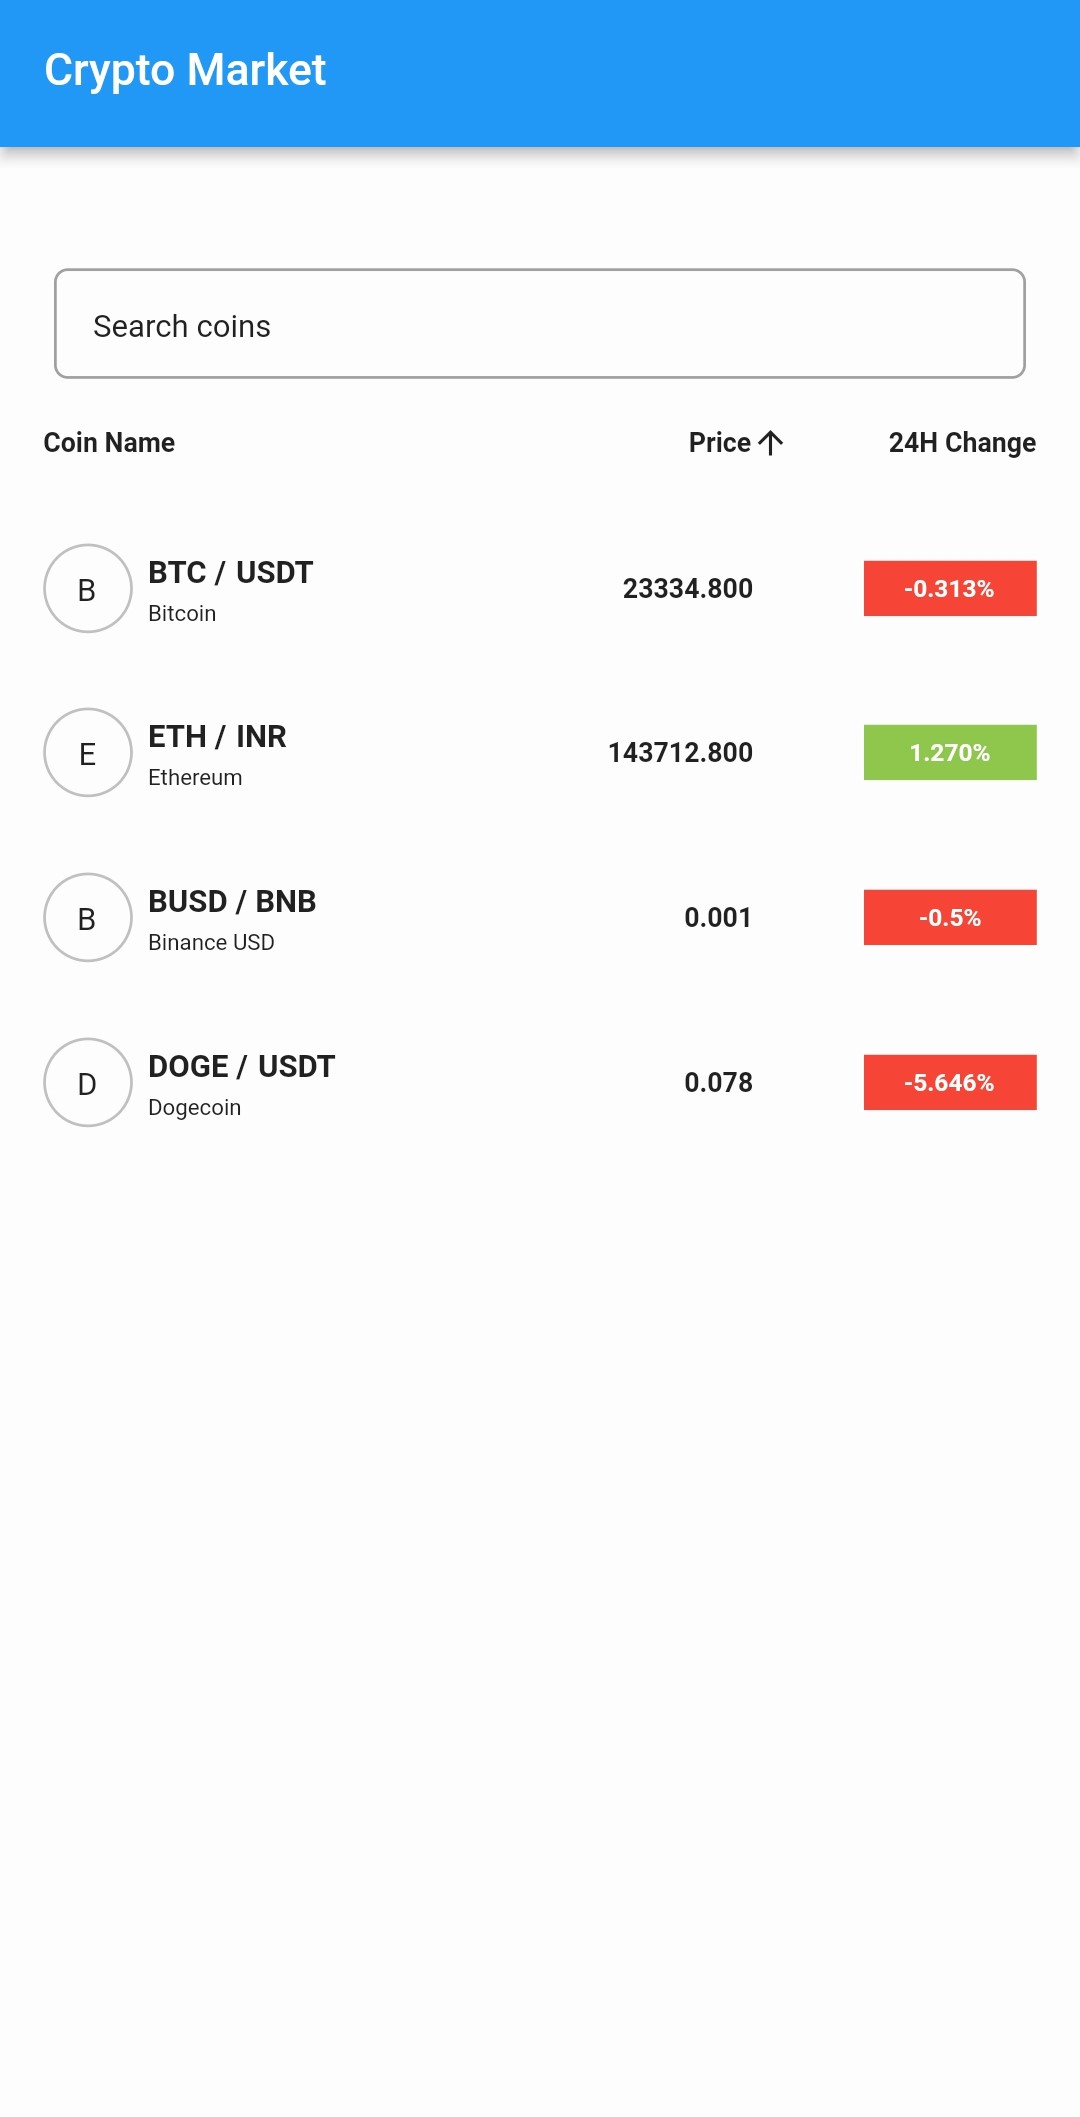 Crypto Market
Search coins
Coin Name Price 24H Change
B BTC / USDT 23334.800 -0.313%
Bitcoin
E ETH / INR 143712.800 1.270%
Ethereum
B BUSD / BNB 0.001 -0.5%
Binance USD
D DOGE / USDT 0.078 -5.646%
Dogecoin